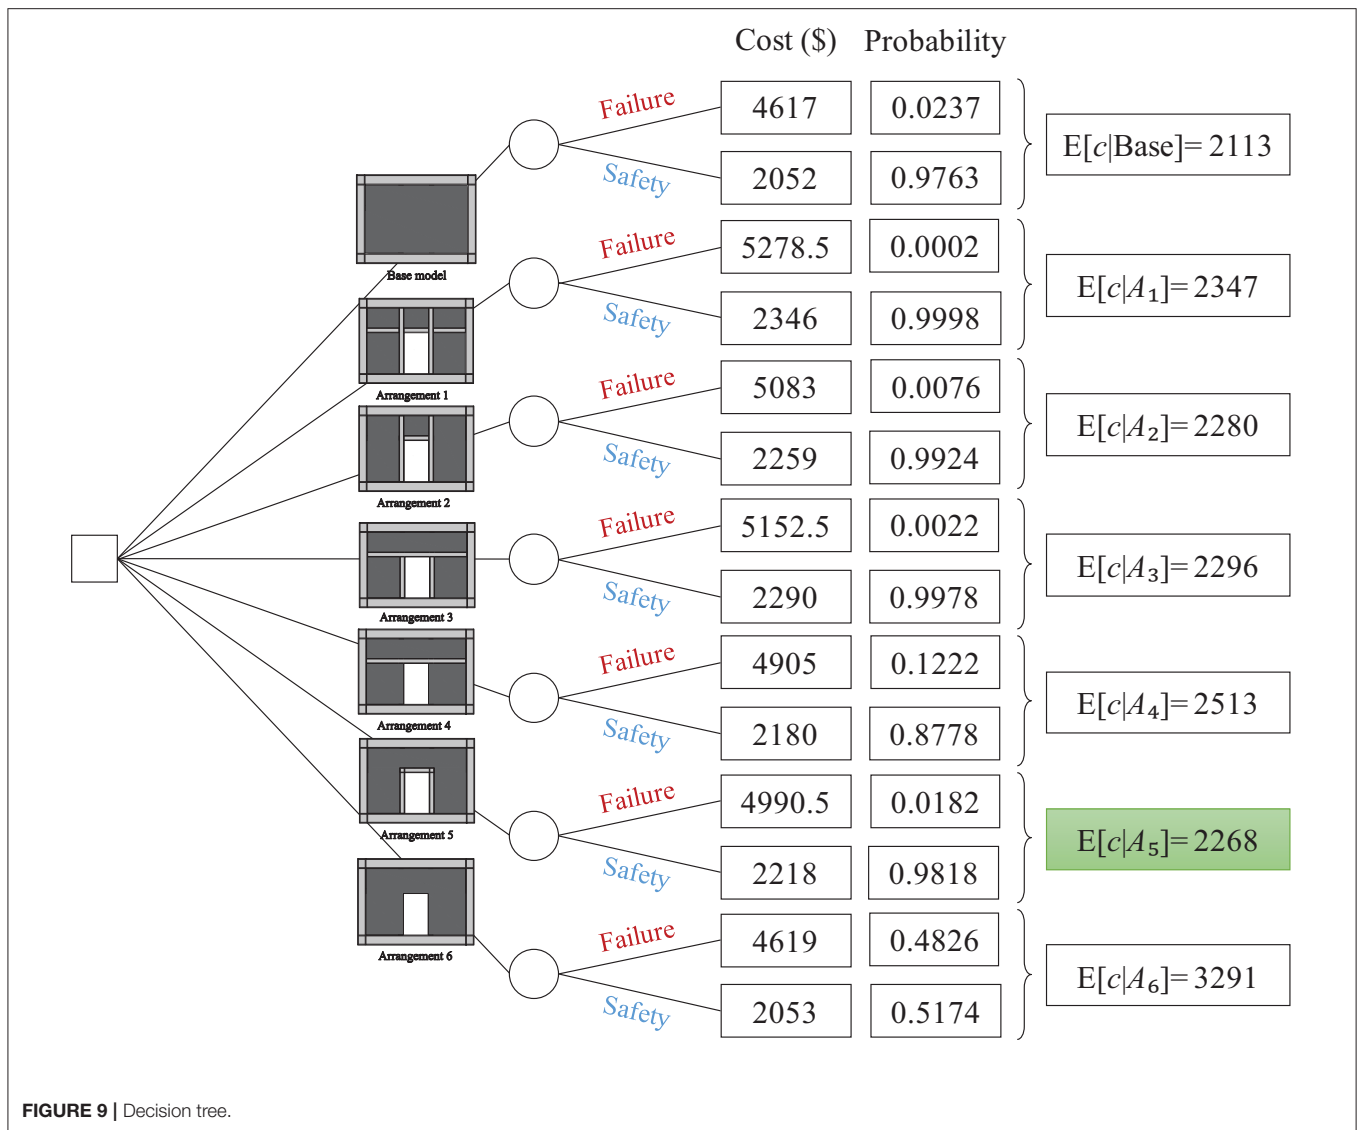 Cost ($) Probability
Failure 4617 0.0237
E[c|Base]= 2113
Safety 2052 0.9763
Base model
Failure 5278.5 0.0002
E[c|A₁]= 2347
Safety 2346 0.9998
Arrangement 1
Failure 5083 0.0076
E[c|A₂]= 2280
Safety 2259 0.9924
Arrangement 2
Failure 5152.5 0.0022
E[c|A₃]= 2296
Safety 2290 0.9978
Arrangement 3
Failure 4905 0.1222
E[c|A₄]= 2513
Safety 2180 0.8778
Arrangement 4
Failure 4990.5 0.0182
E[c|A₅]= 2268
Safety 2218 0.9818
Arrangement 5
Failure 4619 0.4826
E[c|A₆]= 3291
Safety 2053 0.5174
Arrangement 6
FIGURE 9 | Decision tree.